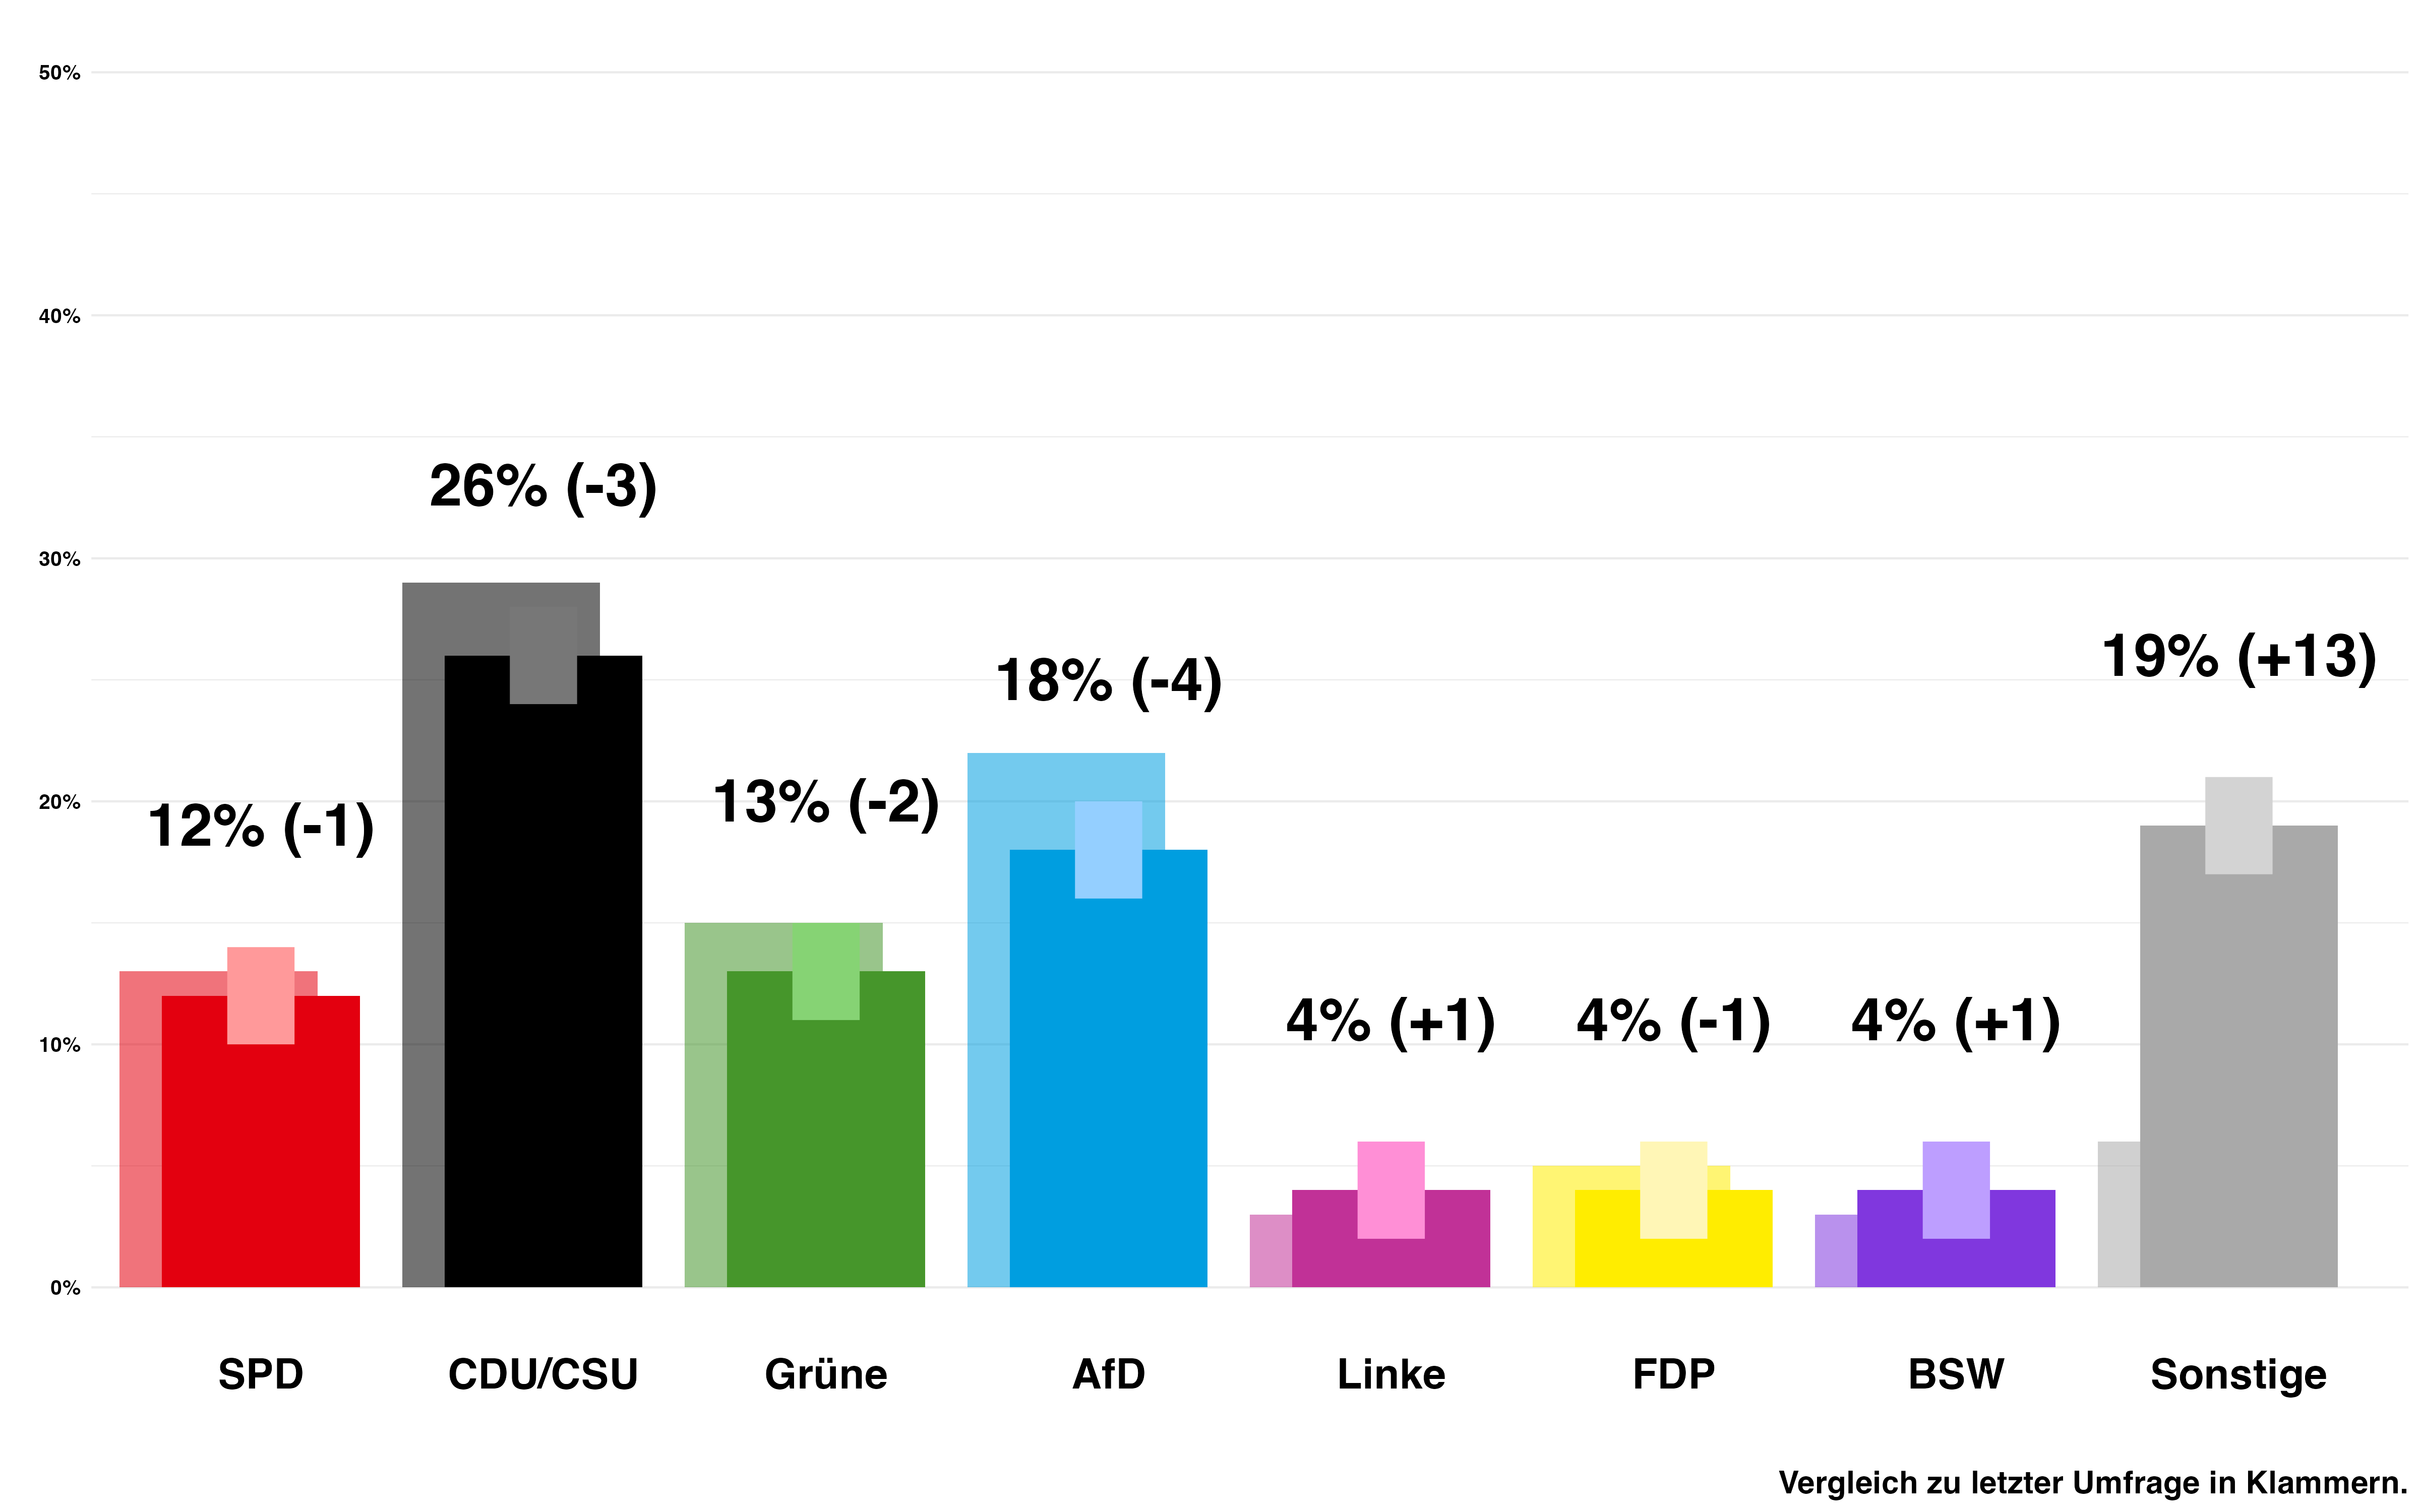 50%
40%
30%
20%
10%
0%
12% (-1)
26% (-3)
13% (-2)
18% (-4)
4% (+1)
4% (-1)
4% (+1)
19% (+13)
SPD
CDU/CSU
Grüne
AfD
Linke
FDP
BSW
Sonstige
Vergleich zu letzter Umfrage in Klammern.